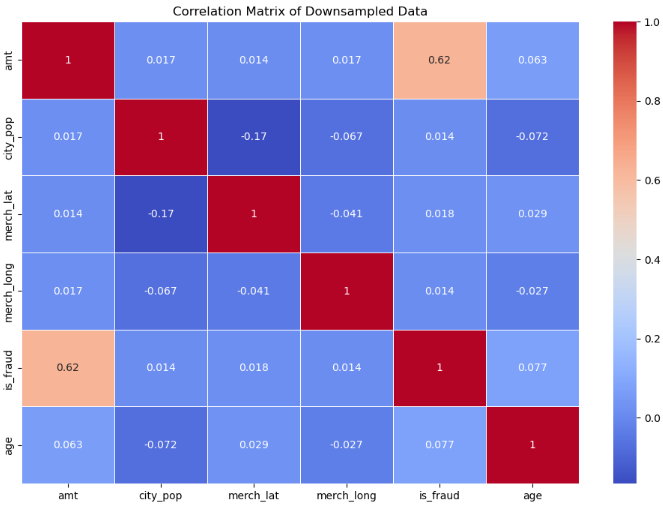 Correlation Matrix of Downsampled Data
amt 1 0.017 0.014 0.017 0.62 0.063
city_pop 0.017 1 -0.17 -0.067 0.014 -0.072
merch_lat 0.014 -0.17 1 -0.041 0.018 0.029
merch_long 0.017 -0.067 -0.041 1 0.014 -0.027
is_fraud 0.62 0.014 0.018 0.014 1 0.077
age 0.063 -0.072 0.029 -0.027 0.077 1
amt city_pop merch_lat merch_long is_fraud age
1.0
0.8
0.6
0.4
0.2
0.0